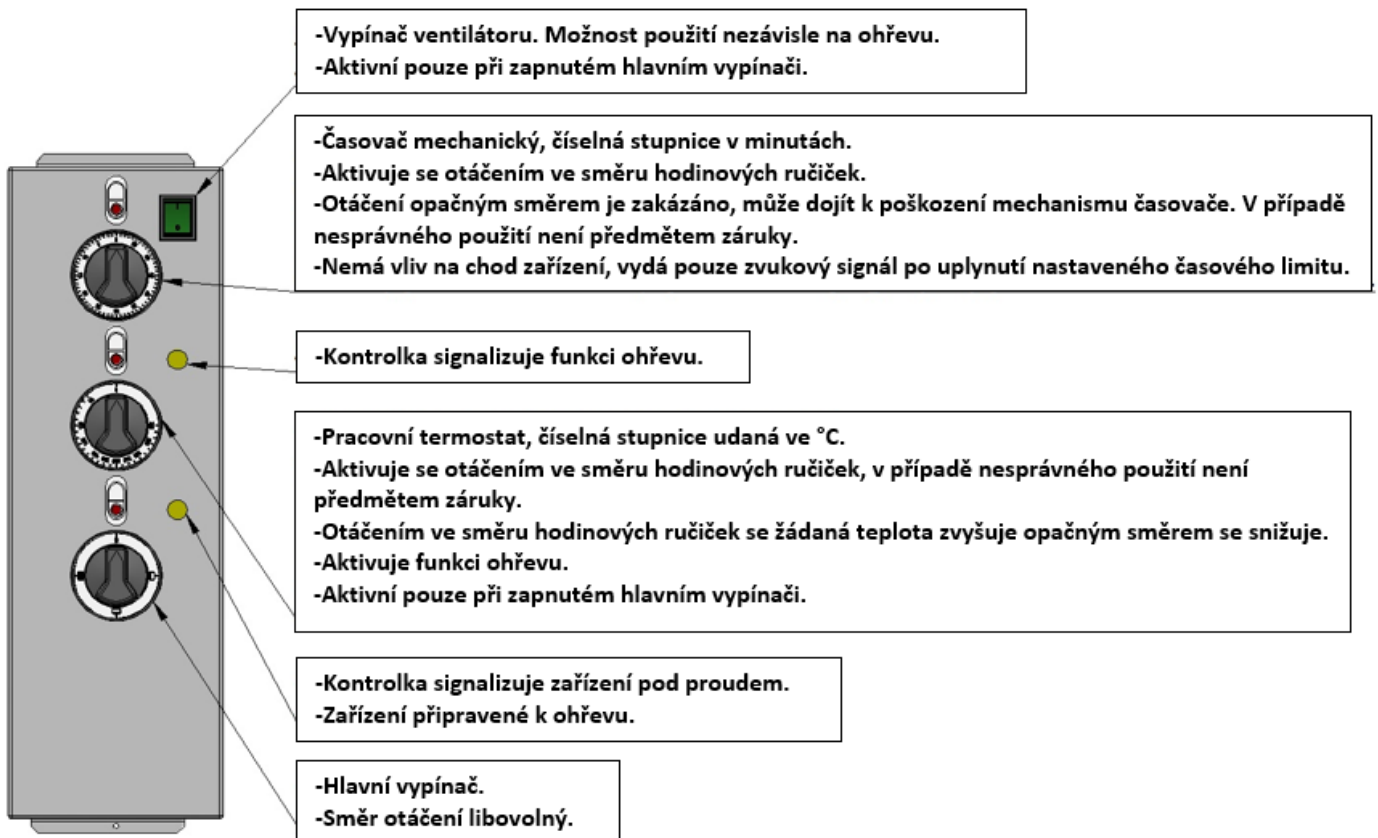 -Vypínač ventilátoru. Možnost použití nezávisle na ohřevu.
-Aktivní pouze při zapnutém hlavním vypínači.
-Časovač mechanický, číselná stupnice v minutách.
-Aktivuje se otáčením ve směru hodinových ručiček.
-Otáčení opačným směrem je zakázáno, může dojít k poškození mechanismu časovače. V případě
nesprávného použití není předmětem záruky.
-Nemá vliv na chod zařízení, vydá pouze zvukový signál po uplynutí nastaveného časového limitu.
-Kontrolka signalizuje funkci ohřevu.
-Pracovní termostat, číselná stupnice udaná ve °C.
-Aktivuje se otáčením ve směru hodinových ručiček, v případě nesprávného použití není
předmětem záruky.
-Otáčením ve směru hodinových ručiček se žádaná teplota zvyšuje opačným směrem se snižuje.
-Aktivuje funkci ohřevu.
-Aktivní pouze při zapnutém hlavním vypínači.
-Kontrolka signalizuje zařízení pod proudem.
-Zařízení připravené k ohřevu.
-Hlavní vypínač.
-Směr otáčení libovolný.